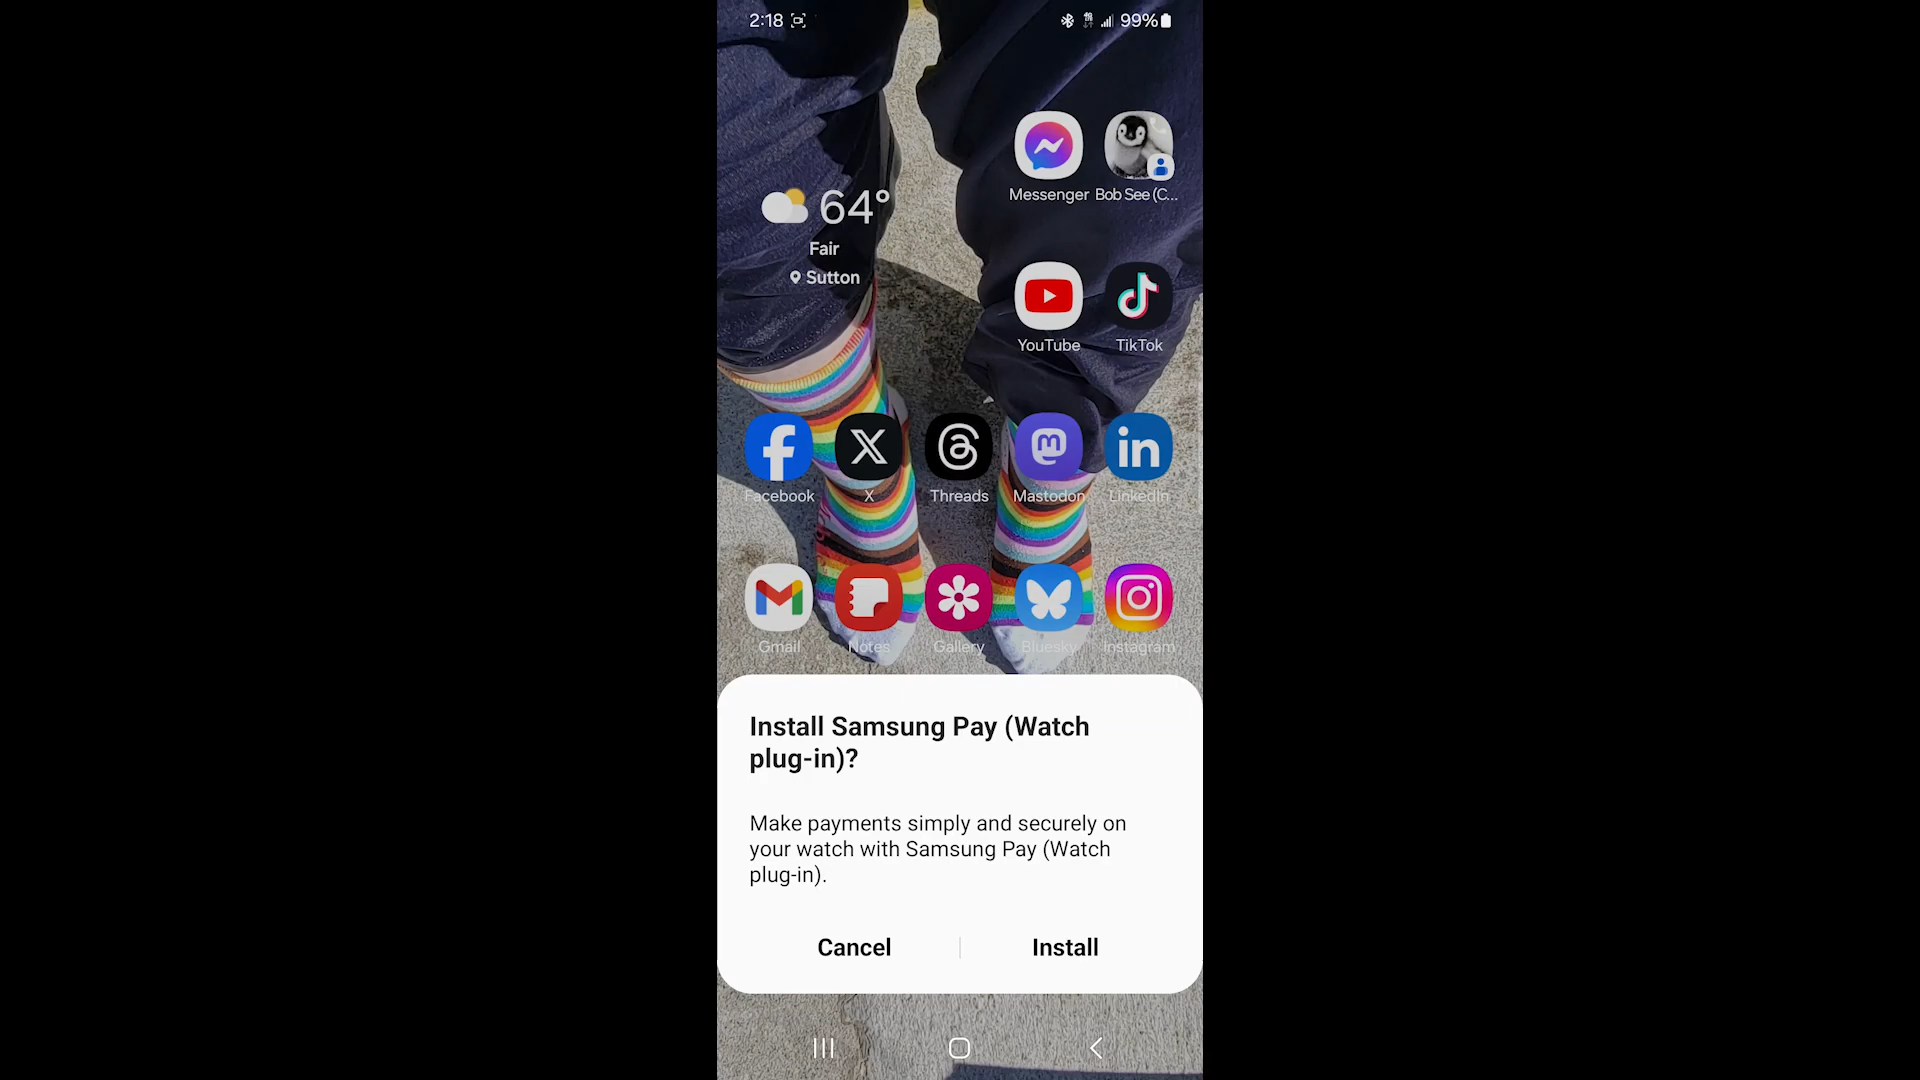 2:18
99%
Messenger
Bob See (C...
64°
Fair
Sutton
YouTube
TikTok
Facebook
X
Threads
Mastodon
LinkedIn
Gmail
Notes
Gallery
Bluesky
Instagram
Install Samsung Pay (Watch
plug-in)?
Make payments simply and securely on
your watch with Samsung Pay (Watch
plug-in).
Cancel
Install